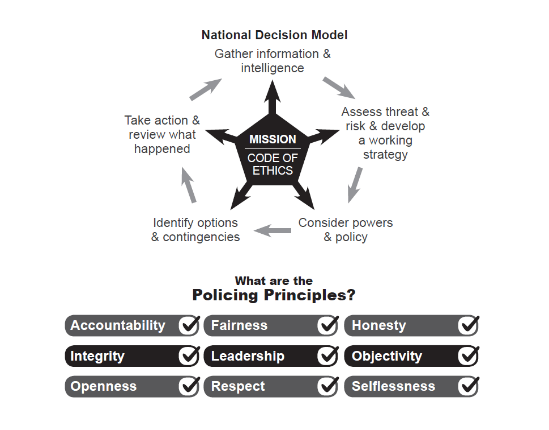 National Decision Model
Gather information &
intelligence
Assess threat &
risk & develop
a working
strategy
Take action &
review what
happened
MISSION
CODE OF
ETHICS
Identify options
& contingencies
Consider powers
& policy
What are the
Policing Principles?
Accountability
Fairness
Honesty
Integrity
Leadership
Objectivity
Openness
Respect
Selflessness